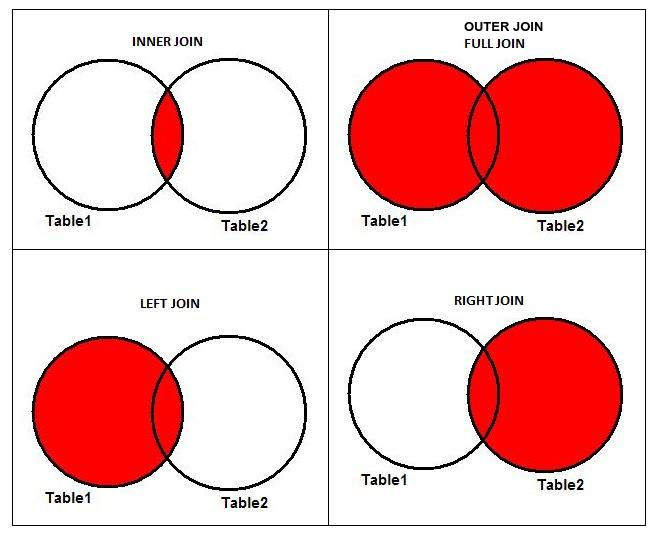 INNER JOIN
Table1
Table2
OUTER JOIN
FULL JOIN
Table1
Table2
LEFT JOIN
Table1
Table2
RIGHT JOIN
Table1
Table2